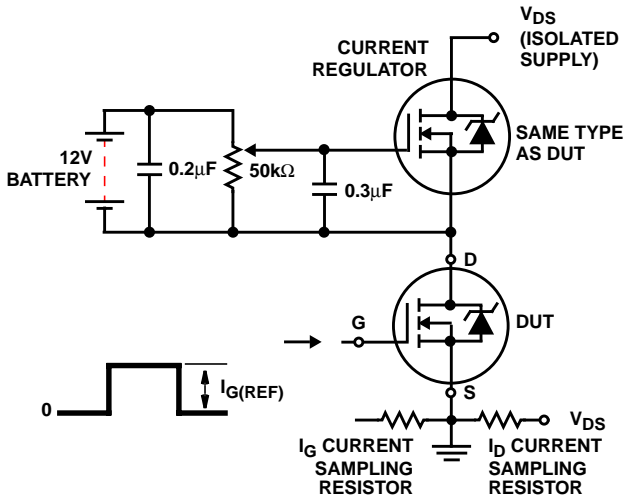 V_DS
(ISOLATED
SUPPLY)
CURRENT
REGULATOR
SAME TYPE
AS DUT
12V
BATTERY
0.2μF
50kΩ
0.3μF
D
G
DUT
I_G(REF)
0
S
V_DS
I_G CURRENT
SAMPLING
RESISTOR
I_D CURRENT
SAMPLING
RESISTOR